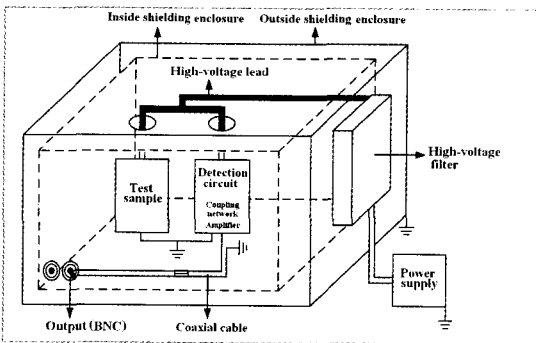 Inside shielding enclosure
Outside shielding enclosure
High-voltage lead
High-voltage
filter
Test
sample
Detection
circuit
Coupling
network
Amplifier
Power
supply
Output (BNC)
Coaxial cable